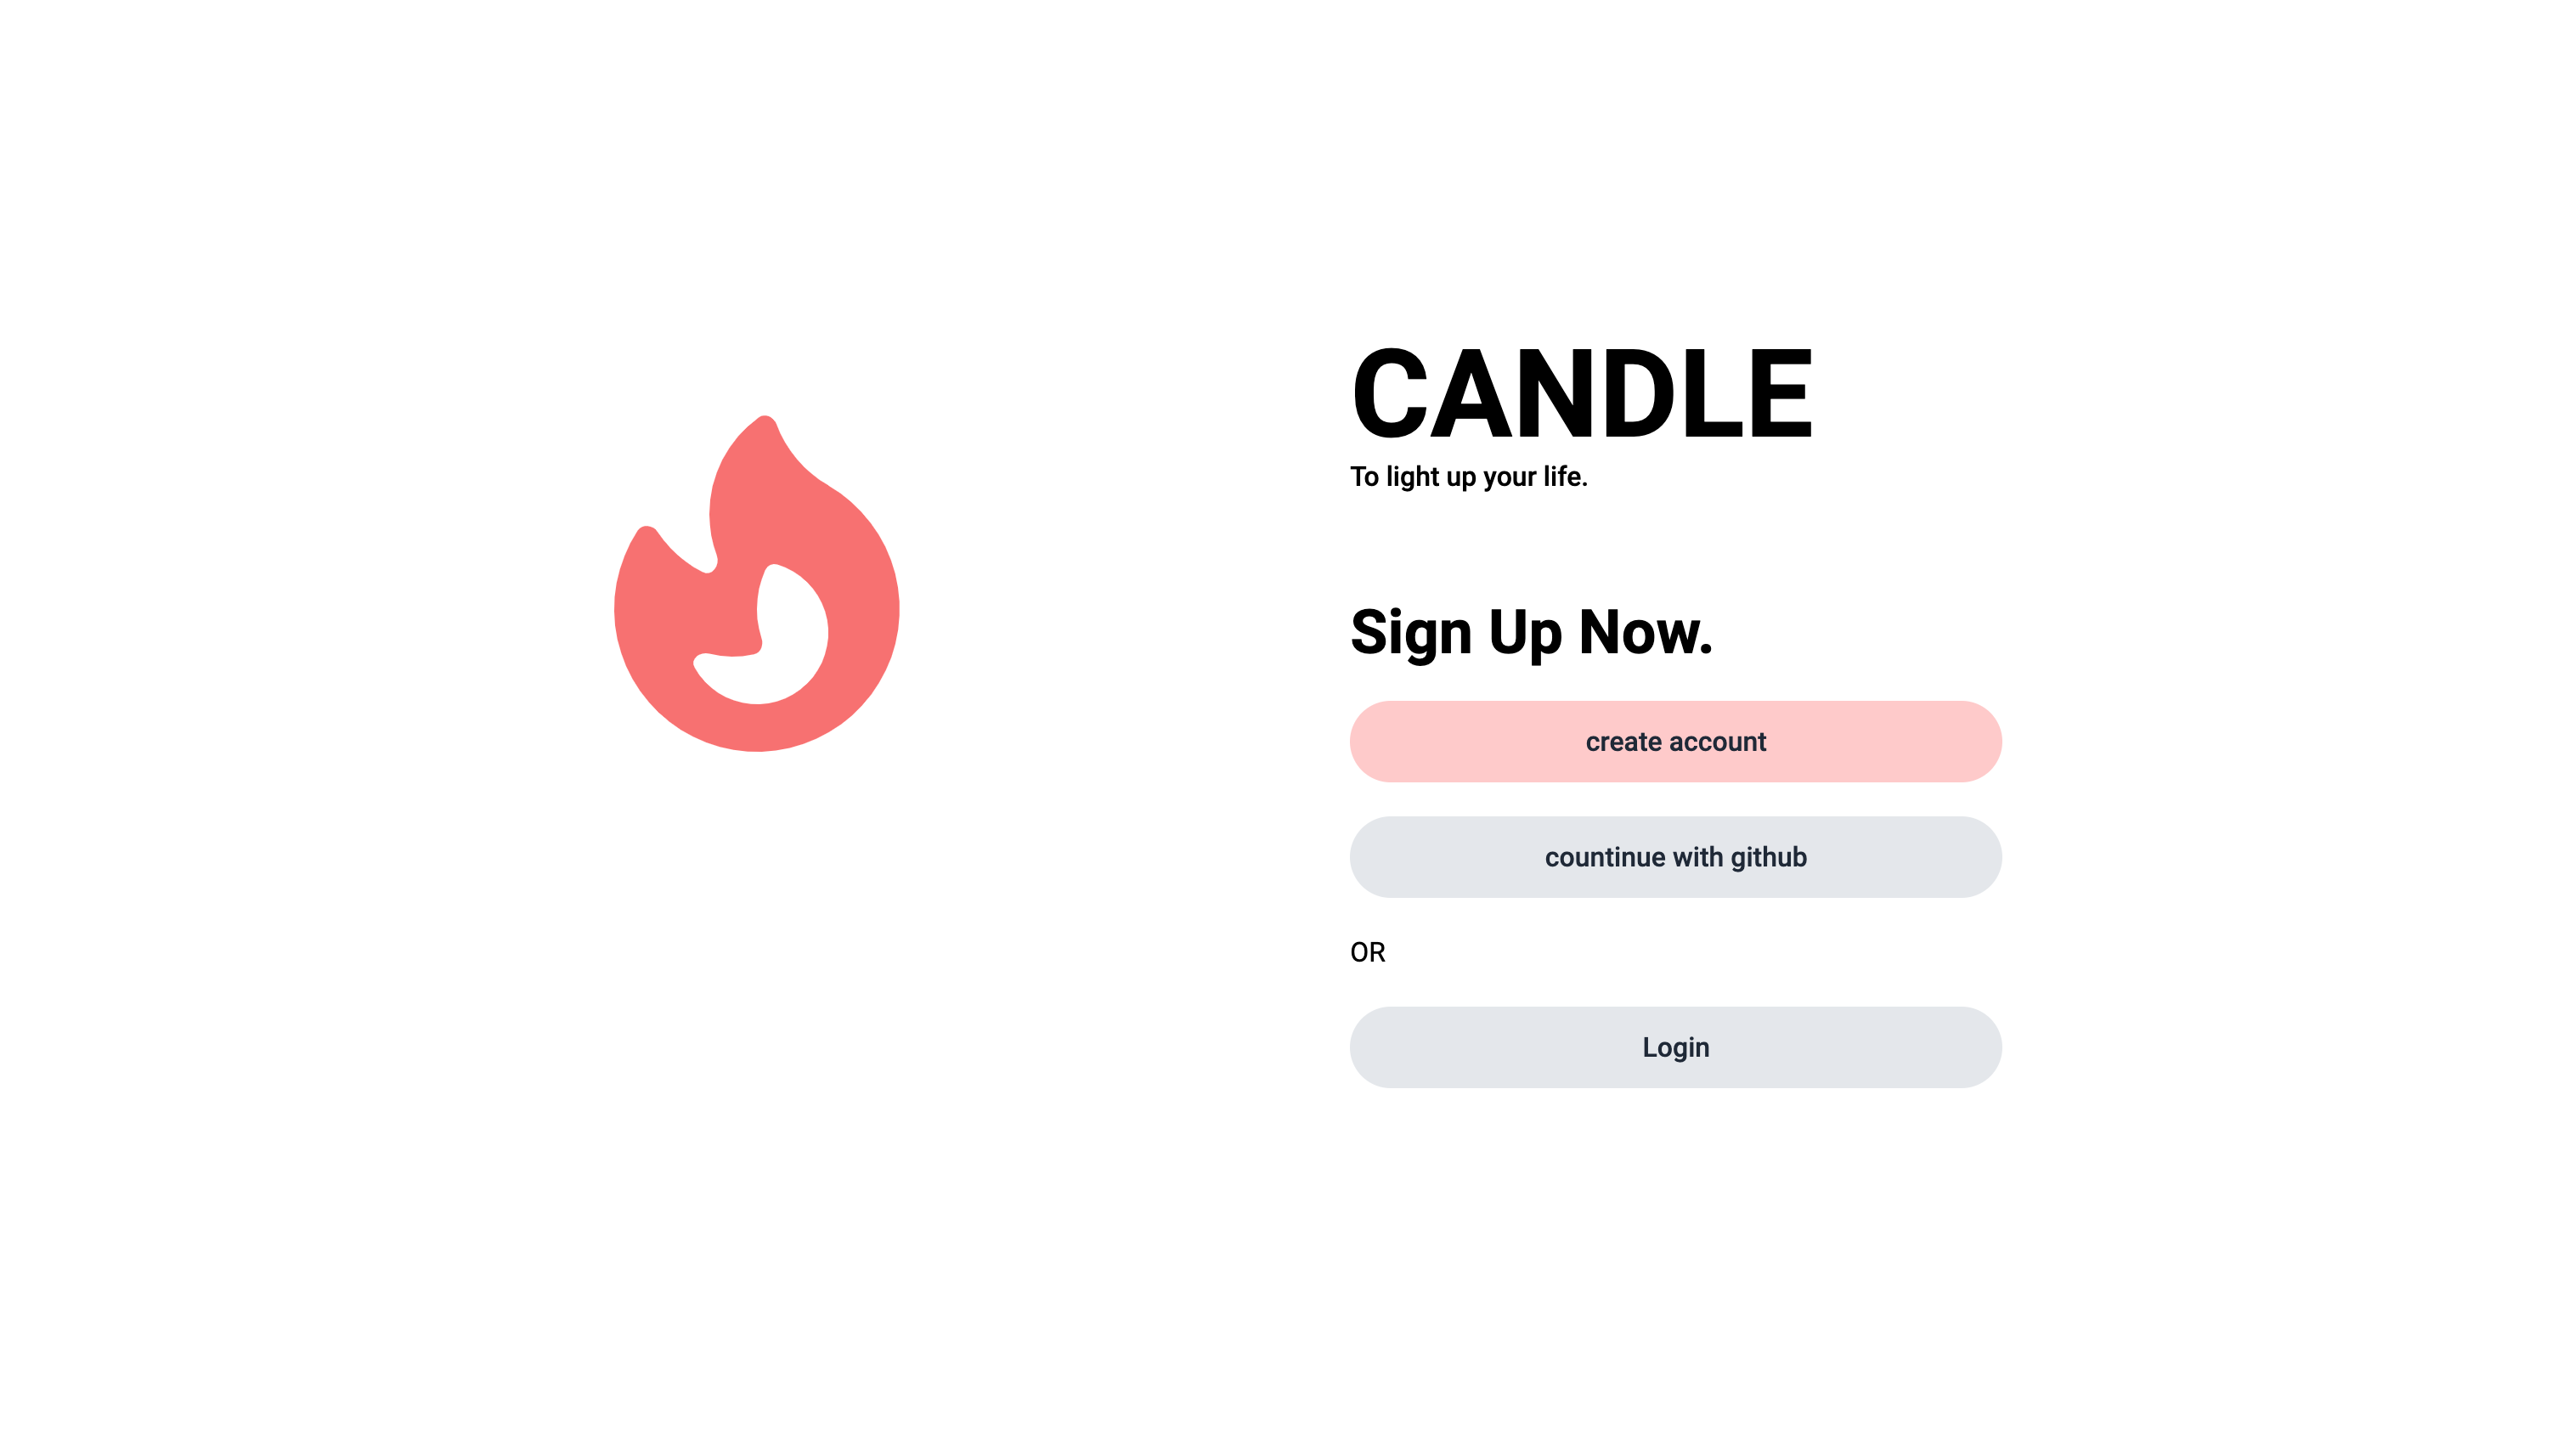 CANDLE
To light up your life.
Sign Up Now.
create account
countinue with github
OR
Login